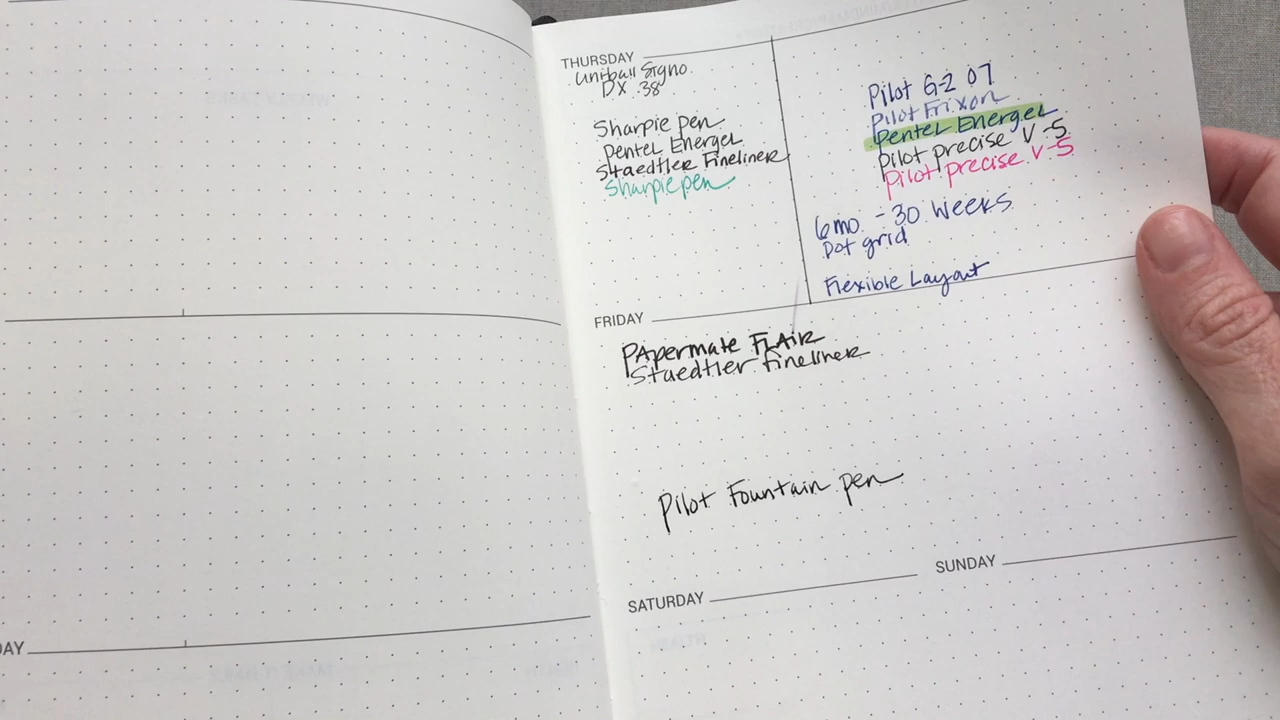 THURSDAY
Uniball Signo
DX .38
Sharpie Pen
Pentel Energel
Staedtler Fineliner
Sharpie pen
Pilot G-2 07
Pilot Frixon
Pentel Energel
Pilot precise V-5
Pilot precise V-5
6mo - 30 Weeks
Dot grid
Flexible Layout
FRIDAY
PApermate FLAIR
Staedtler fineliner
Pilot Fountain pen
SATURDAY
SUNDAY